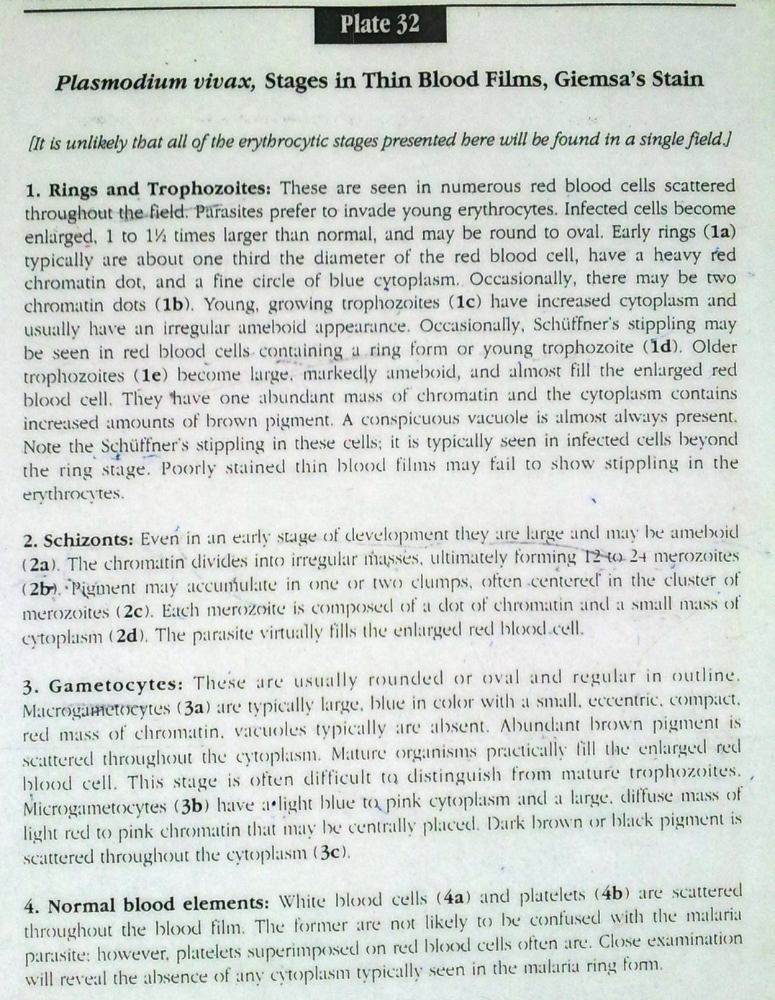 Plate 32
Plasmodium vivax, Stages in Thin Blood Films, Giemsa's Stain
[It is unlikely that all of the erythrocytic stages presented here will be found in a single field.]
1. Rings and Trophozoites: These are seen in numerous red blood cells scattered
throughout the field. Parasites prefer to invade young erythrocytes. Infected cells become
enlarged, 1 to 1½ times larger than normal, and may be round to oval. Early rings (1a)
typically are about one third the diameter of the red blood cell, have a heavy red
chromatin dot, and a fine circle of blue cytoplasm. Occasionally, there may be two
chromatin dots (1b). Young, growing trophozoites (1c) have increased cytoplasm and
usually have an irregular ameboid appearance. Occasionally, Schüffner's stippling may
be seen in red blood cells containing a ring form or young trophozoite (1d). Older
trophozoites (1e) become large, markedly ameboid, and almost fill the enlarged red
blood cell. They have one abundant mass of chromatin and the cytoplasm contains
increased amounts of brown pigment. A conspicuous vacuole is almost always present.
Note the Schüffner's stippling in these cells; it is typically seen in infected cells beyond
the ring stage. Poorly stained thin blood films may fail to show stippling in the
erythrocytes.
2. Schizonts: Even in an early stage of development they are large and may be ameboid
(2a). The chromatin divides into irregular masses, ultimately forming 12 to 24 merozoites
(2b). Pigment may accumulate in one or two clumps, often centered in the cluster of
merozoites (2c). Each merozoite is composed of a dot of chromatin and a small mass of
cytoplasm (2d). The parasite virtually fills the enlarged red blood cell.
3. Gametocytes: These are usually rounded or oval and regular in outline.
Macrogametocytes (3a) are typically large, blue in color with a small, eccentric, compact,
red mass of chromatin, vacuoles typically are absent. Abundant brown pigment is
scattered throughout the cytoplasm. Mature organisms practically fill the enlarged red
blood cell. This stage is often difficult to distinguish from mature trophozoites.
Microgametocytes (3b) have a light blue to pink cytoplasm and a large, diffuse mass of
light red to pink chromatin that may be centrally placed. Dark brown or black pigment is
scattered throughout the cytoplasm (3c).
4. Normal blood elements: White blood cells (4a) and platelets (4b) are scattered
throughout the blood film. The former are not likely to be confused with the malaria
parasite; however, platelets superimposed on red blood cells often are. Close examination
will reveal the absence of any cytoplasm typically seen in the malaria ring form.